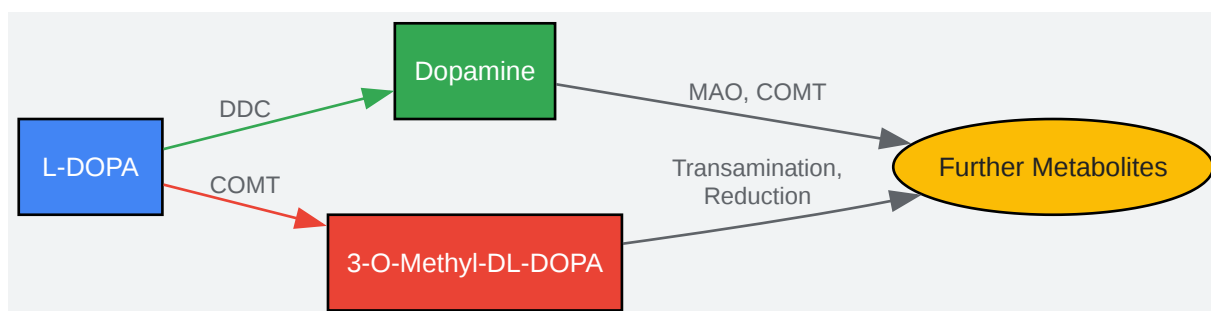 Dopamine
MAO, COMT
DDC
L-DOPA
Transamination,
Reduction
Further Metabolites
COMT
3-O-Methyl-DL-DOPA